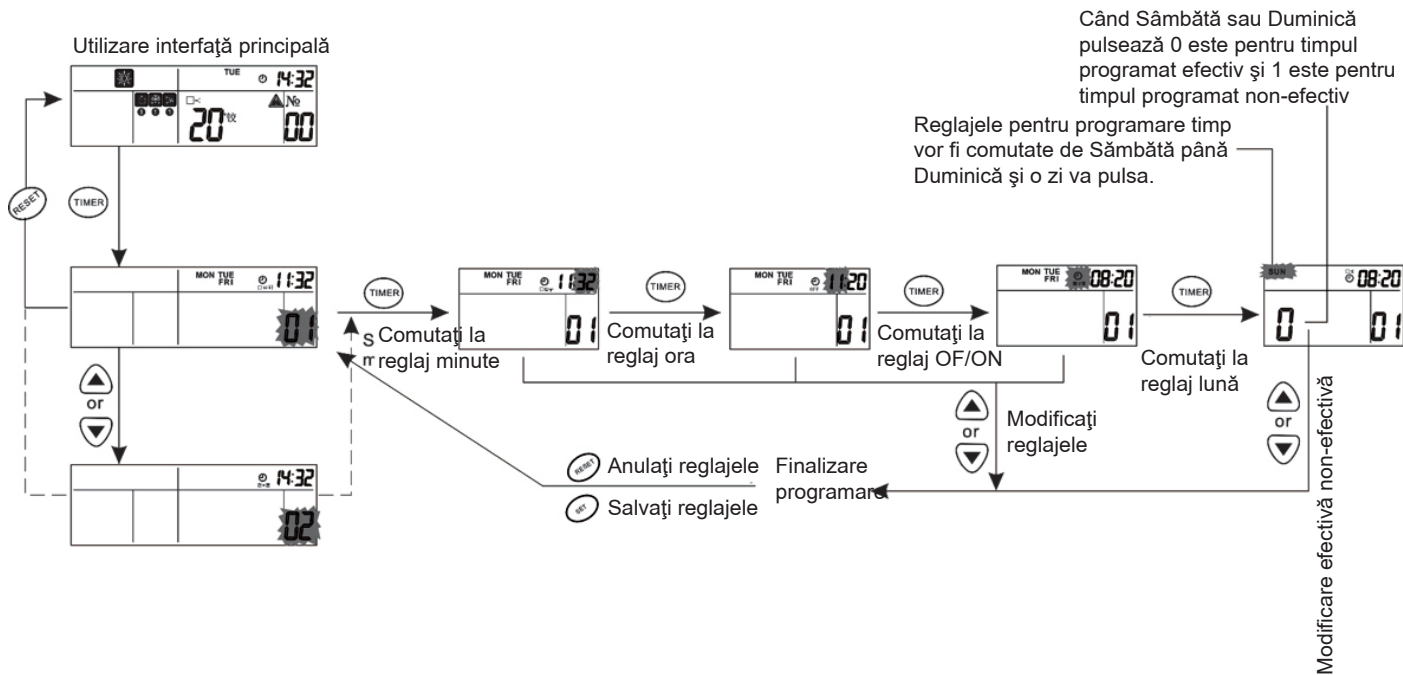 Utilizare interfaţă principală
TUE 14:32
20 № 00
RESET
TIMER
MON TUE 11:32
FRI
01
or
14:32
02
TIMER
S
Comutaţi la
reglaj minute
MON TUE 11:32
FRI
01
TIMER
Comutaţi la
reglaj ora
MON TUE 11:20
FRI OFF
01
TIMER
Comutaţi la
reglaj OF/ON
MON TUE 08:20
FRI
01
TIMER
Comutaţi la
reglaj lună
Când Sâmbătă sau Duminică
pulsează 0 este pentru timpul
programat efectiv şi 1 este pentru
timpul programat non-efectiv
Reglajele pentru programare timp
vor fi comutate de Sămbătă până
Duminică şi o zi va pulsa.
SUN 08:20
0 01
or
Modificaţi
reglajele
or
Modificare efectivă non-efectivă
RESET Anulaţi reglajele
SET Salvaţi reglajele
Finalizare
programare